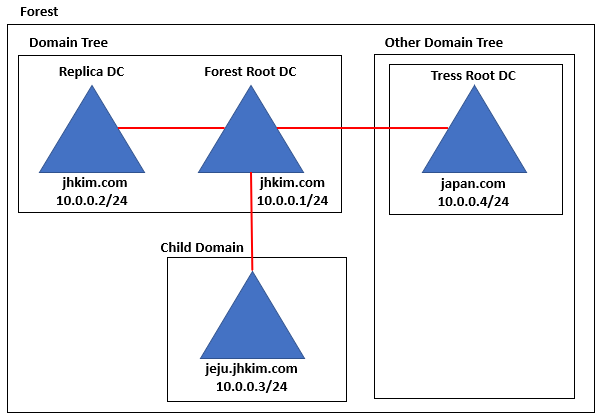 Forest
Domain Tree
Other Domain Tree
Replica DC
Forest Root DC
Tress Root DC
jhkim.com
10.0.0.2/24
jhkim.com
10.0.0.1/24
japan.com
10.0.0.4/24
Child Domain
jeju.jhkim.com
10.0.0.3/24